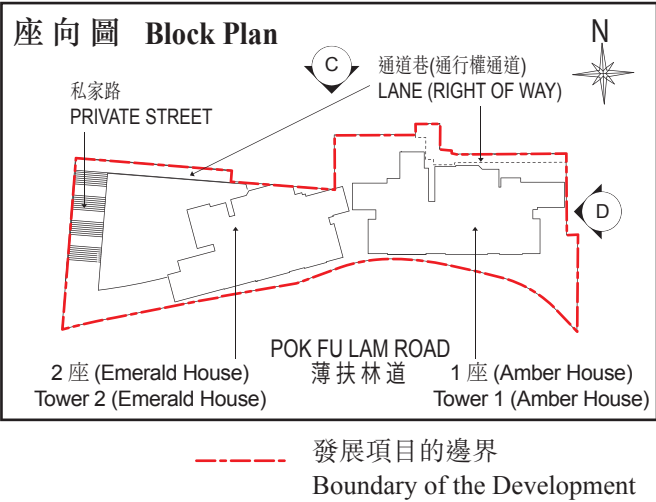 座向圖 Block Plan
N
C
通道巷(通行權通道)
LANE (RIGHT OF WAY)
私家路
PRIVATE STREET
D
POK FU LAM ROAD
薄扶林道
2 座 (Emerald House)
Tower 2 (Emerald House)
1 座 (Amber House)
Tower 1 (Amber House)
發展項目的邊界
Boundary of the Development